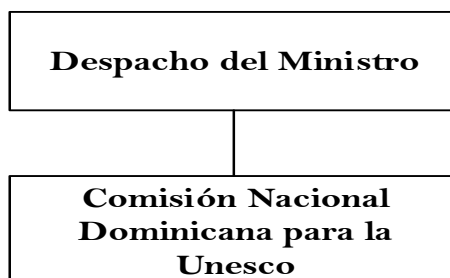 Despacho del Ministro
Comisión Nacional
Dominicana para la
Unesco